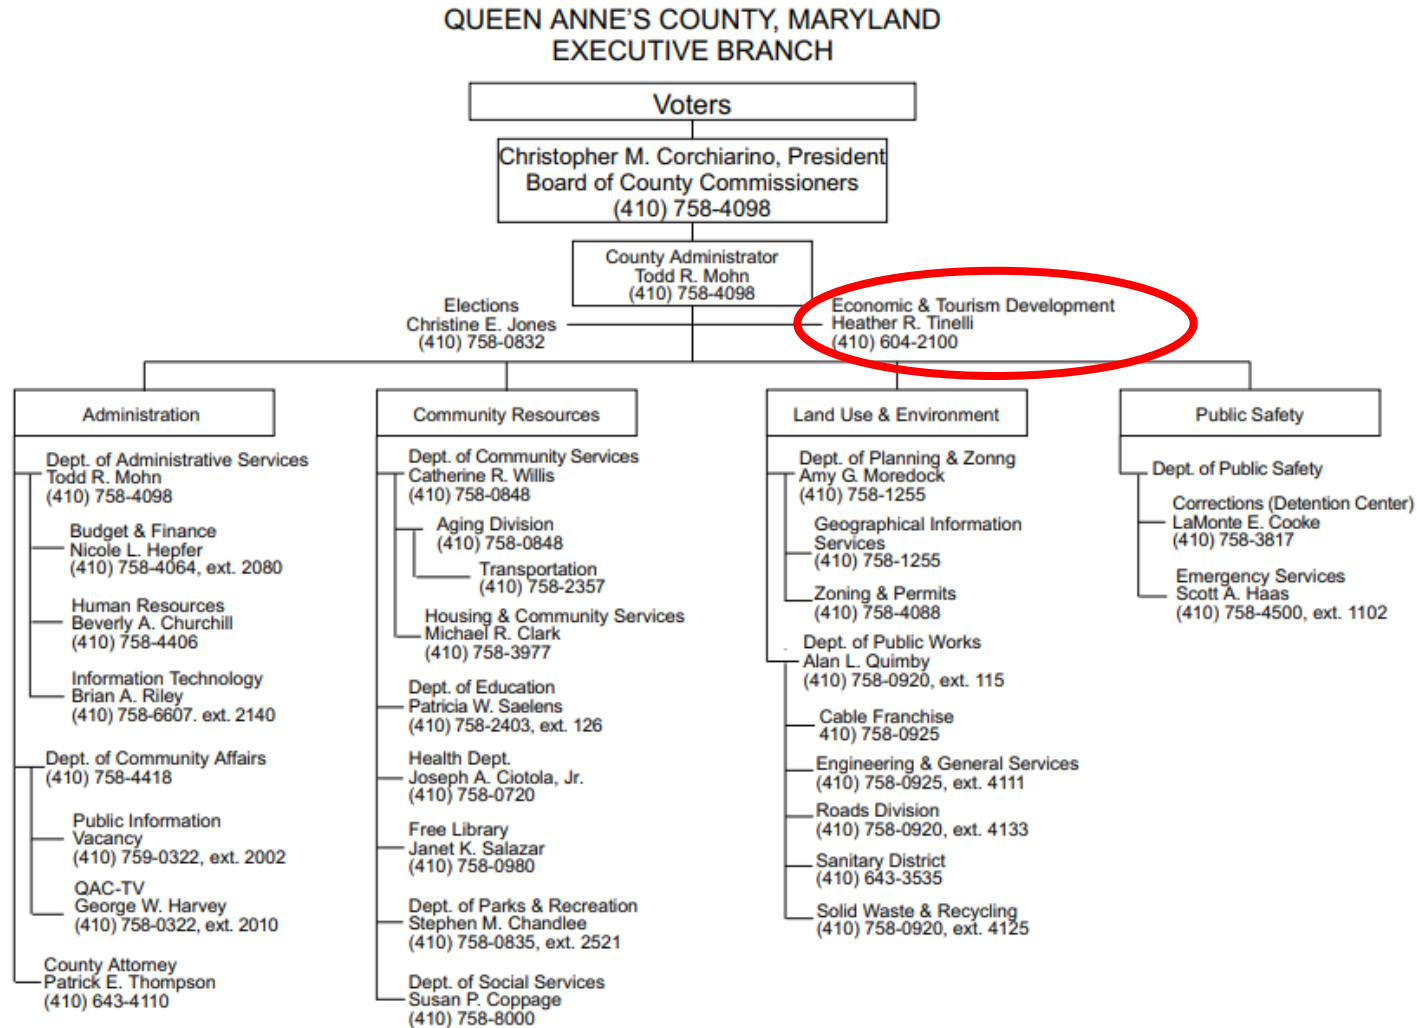 QUEEN ANNE'S COUNTY, MARYLAND
EXECUTIVE BRANCH
Voters
Christopher M. Corchiarino, President
Board of County Commissioners
(410) 758-4098
County Administrator
Todd R. Mohn
(410) 758-4098
Elections
Christine E. Jones
(410) 758-0832
Economic & Tourism Development
Heather R. Tinelli
(410) 604-2100
Administration
Dept. of Administrative Services
Todd R. Mohn
(410) 758-4098
Budget & Finance
Nicole L. Hepfer
(410) 758-4064, ext. 2080
Human Resources
Beverly A. Churchill
(410) 758-4406
Information Technology
Brian A. Riley
(410) 758-6607. ext. 2140
Dept. of Community Affairs
(410) 758-4418
Public Information
Vacancy
(410) 759-0322, ext. 2002
QAC-TV
George W. Harvey
(410) 758-0322, ext. 2010
County Attorney
Patrick E. Thompson
(410) 643-4110
Community Resources
Dept. of Community Services
Catherine R. Willis
(410) 758-0848
Aging Division
(410) 758-0848
Transportation
(410) 758-2357
Housing & Community Services
Michael R. Clark
(410) 758-3977
Dept. of Education
Patricia W. Saelens
(410) 758-2403, ext. 126
Health Dept.
Joseph A. Ciotola, Jr.
(410) 758-0720
Free Library
Janet K. Salazar
(410) 758-0980
Dept. of Parks & Recreation
Stephen M. Chandlee
(410) 758-0835, ext. 2521
Dept. of Social Services
Susan P. Coppage
(410) 758-8000
Land Use & Environment
Dept. of Planning & Zonng
Amy G. Moredock
(410) 758-1255
Geographical Information
Services
(410) 758-1255
Zoning & Permits
(410) 758-4088
Dept. of Public Works
Alan L. Quimby
(410) 758-0920, ext. 115
Cable Franchise
410) 758-0925
Engineering & General Services
(410) 758-0925, ext. 4111
Roads Division
(410) 758-0920, ext. 4133
Sanitary District
(410) 643-3535
Solid Waste & Recycling
(410) 758-0920, ext. 4125
Public Safety
Dept. of Public Safety
Corrections (Detention Center)
LaMonte E. Cooke
(410) 758-3817
Emergency Services
Scott A. Haas
(410) 758-4500, ext. 1102